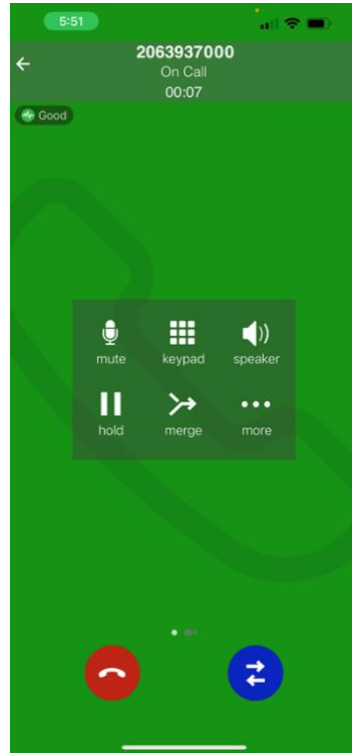 5:51
2063937000
On Call
00:07
Good
mute keypad speaker
hold merge more